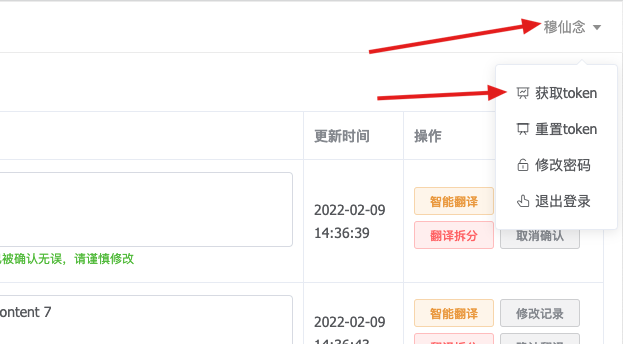 穆仙念
获取token
重置token
修改密码
退出登录
更新时间
操作
2022-02-09
14:36:39
智能翻译
翻译拆分
取消确认
被确认无误，请谨慎修改
ontent 7
2022-02-09
14:36:43
智能翻译
修改记录